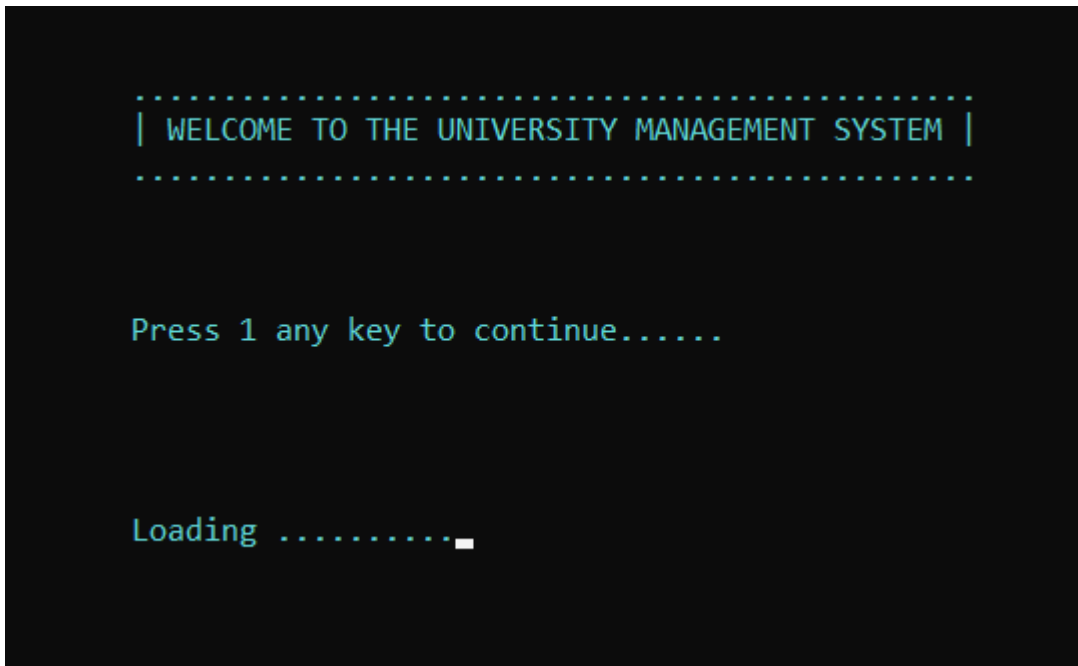 ...............................................
| WELCOME TO THE UNIVERSITY MANAGEMENT SYSTEM |
...............................................
Press 1 any key to continue......
Loading ..........